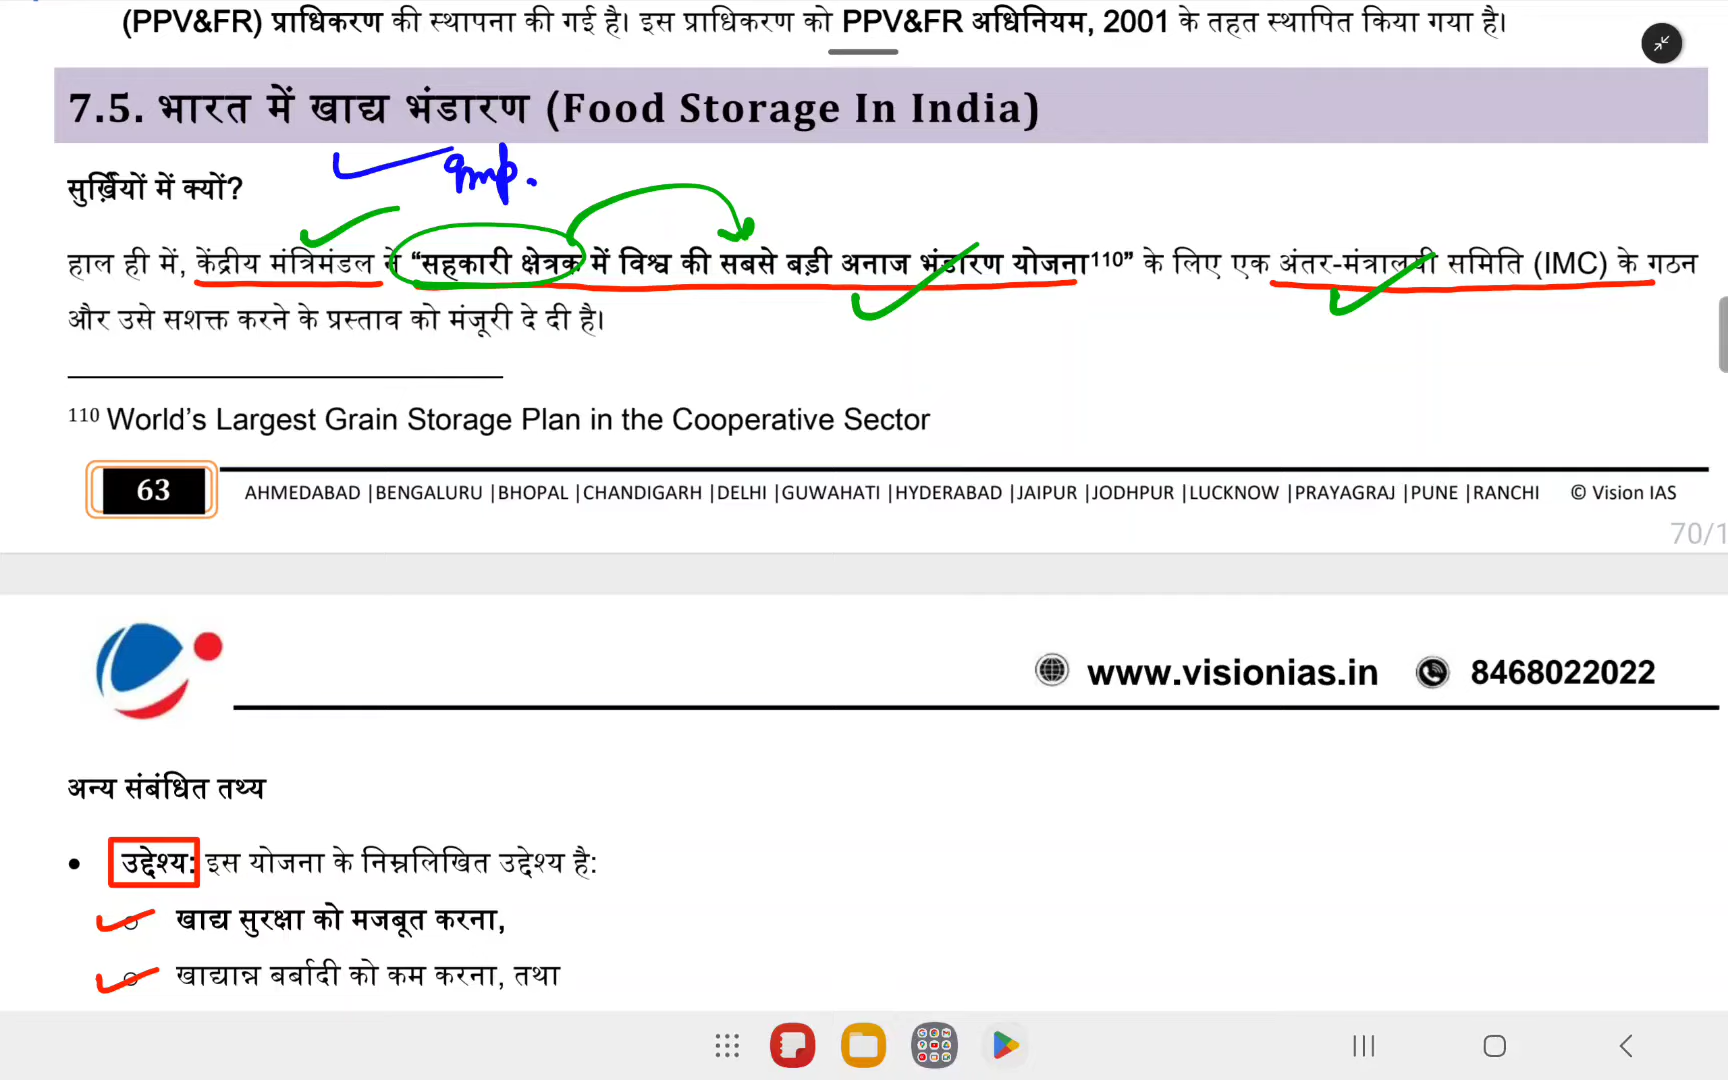 (PPV&FR) प्राधिकरण की स्थापना की गई है। इस प्राधिकरण को PPV&FR अधिनियम, 2001 के तहत स्थापित किया गया है।
7.5. भारत में खाद्य भंडारण (Food Storage In India)
Imp.
सुर्ख़ियों में क्यों?
हाल ही में, केंद्रीय मंत्रिमंडल ने “सहकारी क्षेत्रक में विश्व की सबसे बड़ी अनाज भंडारण योजना110” के लिए एक अंतर-मंत्रालयी समिति (IMC) के गठन
और उसे सशक्त करने के प्रस्ताव को मंजूरी दे दी है।
110 World’s Largest Grain Storage Plan in the Cooperative Sector
63 AHMEDABAD |BENGALURU |BHOPAL |CHANDIGARH |DELHI |GUWAHATI |HYDERABAD |JAIPUR |JODHPUR |LUCKNOW |PRAYAGRAJ |PUNE |RANCHI © Vision IAS
70/1
www.visionias.in 8468022022
अन्य संबंधित तथ्य
• उद्देश्य: इस योजना के निम्नलिखित उद्देश्य है:
खाद्य सुरक्षा को मजबूत करना,
खाद्यान्न बर्बादी को कम करना, तथा